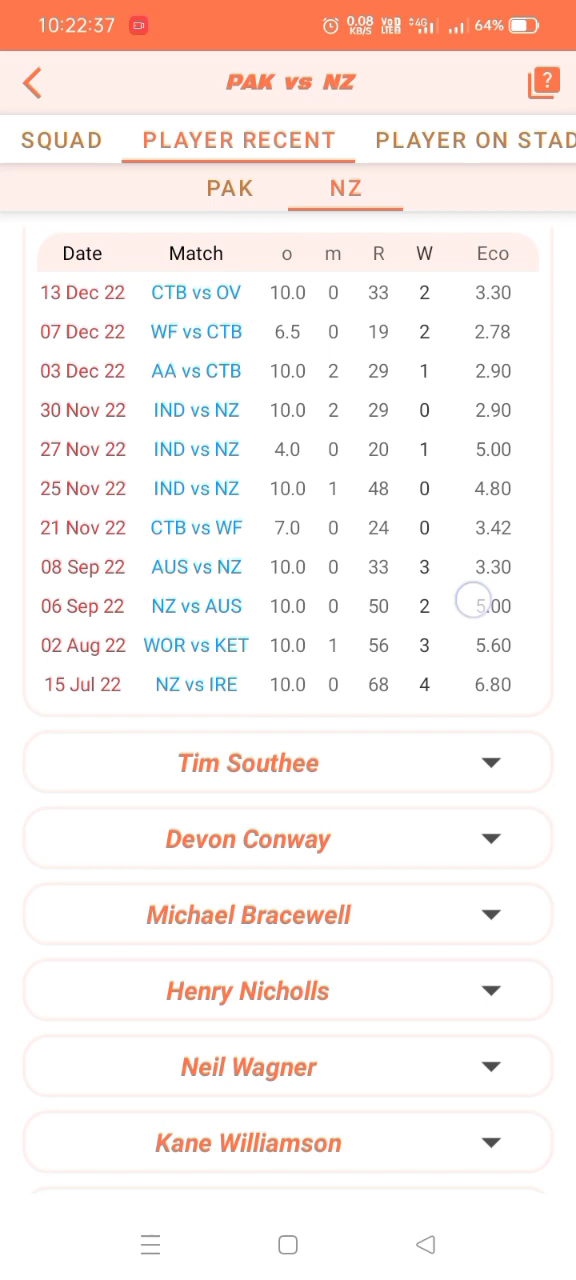 10:22:37 0.08 KB/S Vo LTE 4G 64%
PAK vs NZ
SQUAD PLAYER RECENT PLAYER ON STAD
PAK NZ
Date Match o m R W Eco
13 Dec 22 CTB vs OV 10.0 0 33 2 3.30
07 Dec 22 WF vs CTB 6.5 0 19 2 2.78
03 Dec 22 AA vs CTB 10.0 2 29 1 2.90
30 Nov 22 IND vs NZ 10.0 2 29 0 2.90
27 Nov 22 IND vs NZ 4.0 0 20 1 5.00
25 Nov 22 IND vs NZ 10.0 1 48 0 4.80
21 Nov 22 CTB vs WF 7.0 0 24 0 3.42
08 Sep 22 AUS vs NZ 10.0 0 33 3 3.30
06 Sep 22 NZ vs AUS 10.0 0 50 2 5.00
02 Aug 22 WOR vs KET 10.0 1 56 3 5.60
15 Jul 22 NZ vs IRE 10.0 0 68 4 6.80
Tim Southee
Devon Conway
Michael Bracewell
Henry Nicholls
Neil Wagner
Kane Williamson